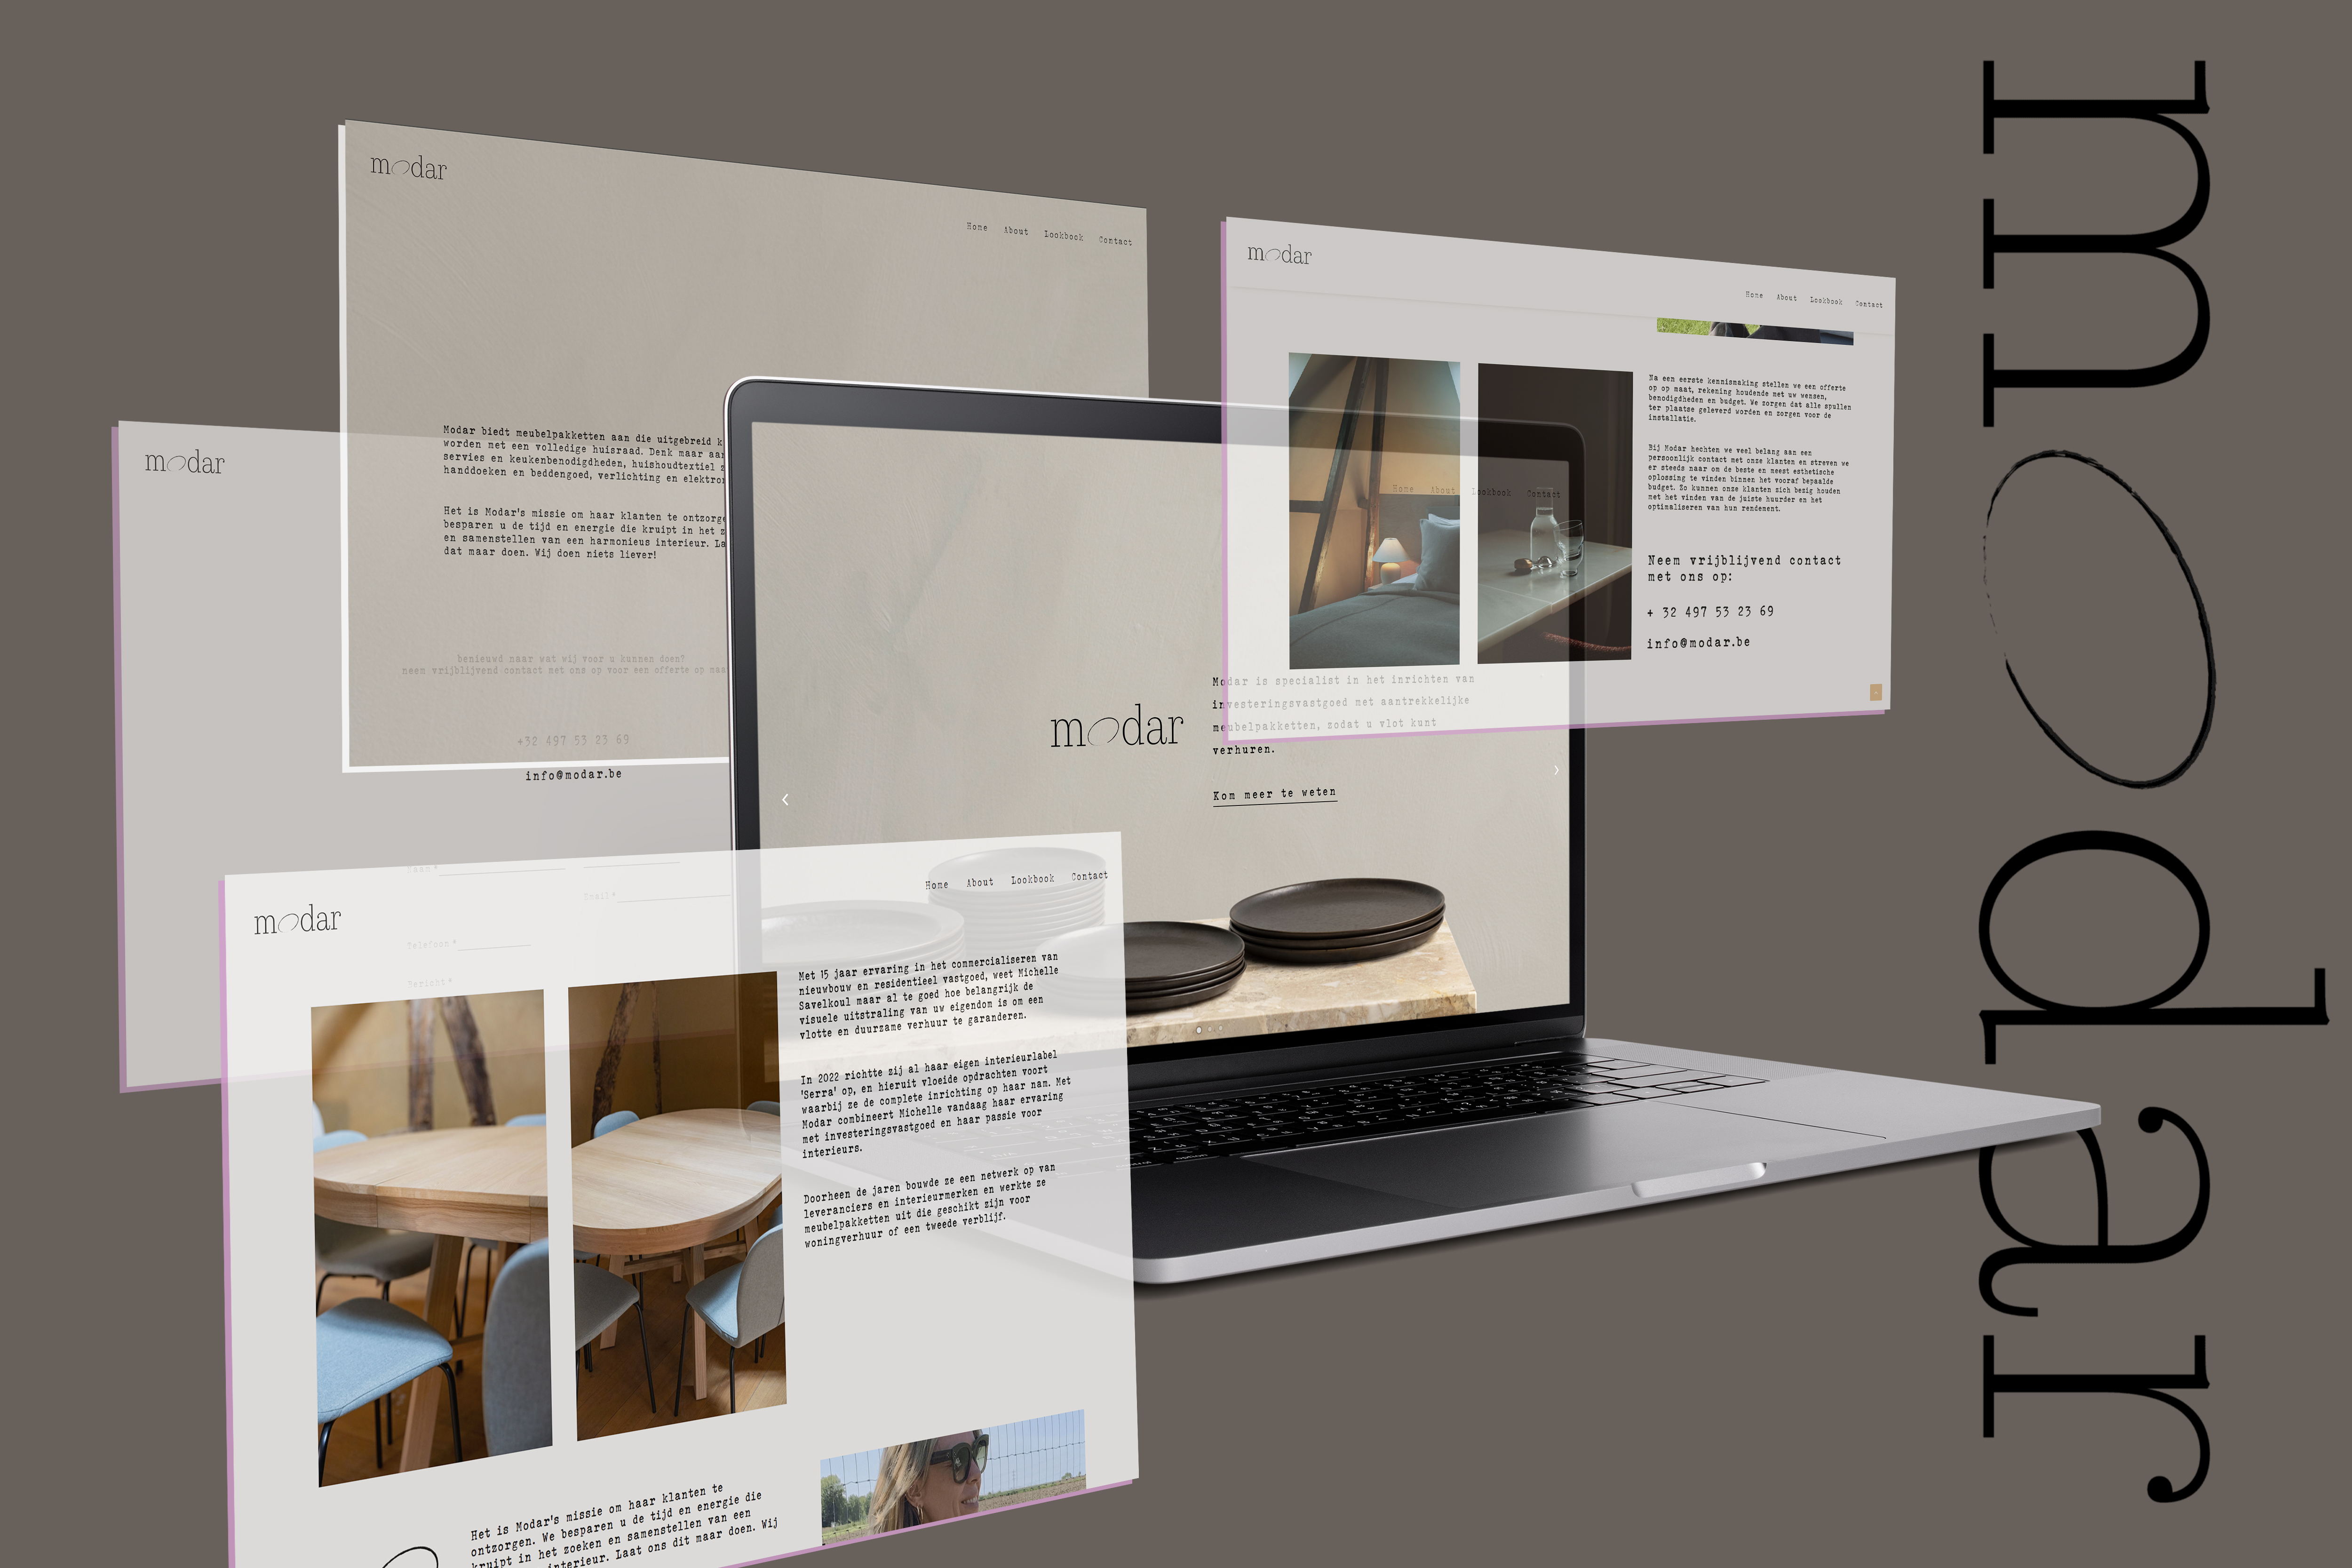 modar
Home About Lookbook Contact
Modar biedt meubelpakketten aan die uitgebreid
worden met een volledige huisraad. Denk maar aan
servies en keukenbenodigdheden, huishoudtextiel
handdoeken en beddengoed, verlichting en
Het is Modar's missie om haar klanten te
besparen u de tijd en energie die kruipt in het
en samenstellen van een harmonieus interieur.
dat maar doen. Wij doen niets liever!
modar
benieuwd naar wat wij voor u kunnen doen?
neem vrijblijvend contact met ons op voor een offerte op
+32 497 53 23 69
info@modar.be
Email*
Telefoon*
Bericht*
modar
Home About Lookbook Contact
Na een eerste kennismaking stellen we een offerte
op op maat, rekening houdende met uw wensen,
benodigdheden en budget. We zorgen dat alle spullen
ter plaatse geleverd worden en zorgen voor de
installatie.
Bij Modar hechten we veel belang aan een
persoonlijk contact met onze klanten en streven we
er steeds naar om de beste en meest esthetische
oplossing te vinden binnen het vooraf bepaalde
budget. Zo kunnen onze klanten zich bezig houden
met het vinden van de juiste huurder en het
optimaliseren van hun rendement.
Neem vrijblijvend contact
met ons op:
+ 32 497 53 23 69
info@modar.be
Home About Lookbook Contact
modar
Modar is specialist in het inrichten van
investeringsvastgoed met aantrekkelijke
meubelpakketten, zodat u vlot kunt
verhuren.
Kom meer te weten
modar
Home About Lookbook Contact
Met 15 jaar ervaring in het commercialiseren van
nieuwbouw en residentieel vastgoed, weet Michelle
Savelkoul maar al te goed hoe belangrijk de
visuele uitstraling van uw eigendom is om een
vlotte en duurzame verhuur te garanderen.
In 2022 richtte zij al haar eigen interieurlabel
'Serra' op, en hieruit vloeide opdrachten voort
waarbij ze de complete inrichting op haar nam. Met
Modar combineert Michelle vandaag haar ervaring
met investeringsvastgoed en haar passie voor
interieurs.
Doorheen de jaren bouwde ze een netwerk op van
leveranciers en interieurmerken en werkte ze
meubelpakketten uit die geschikt zijn voor
woningverhuur of een tweede verblijf.
Het is Modar's missie om haar klanten te
ontzorgen. We besparen u de tijd en energie die
kruipt in het zoeken en samenstellen van een
interieur. Laat ons dit maar doen. Wij
modar